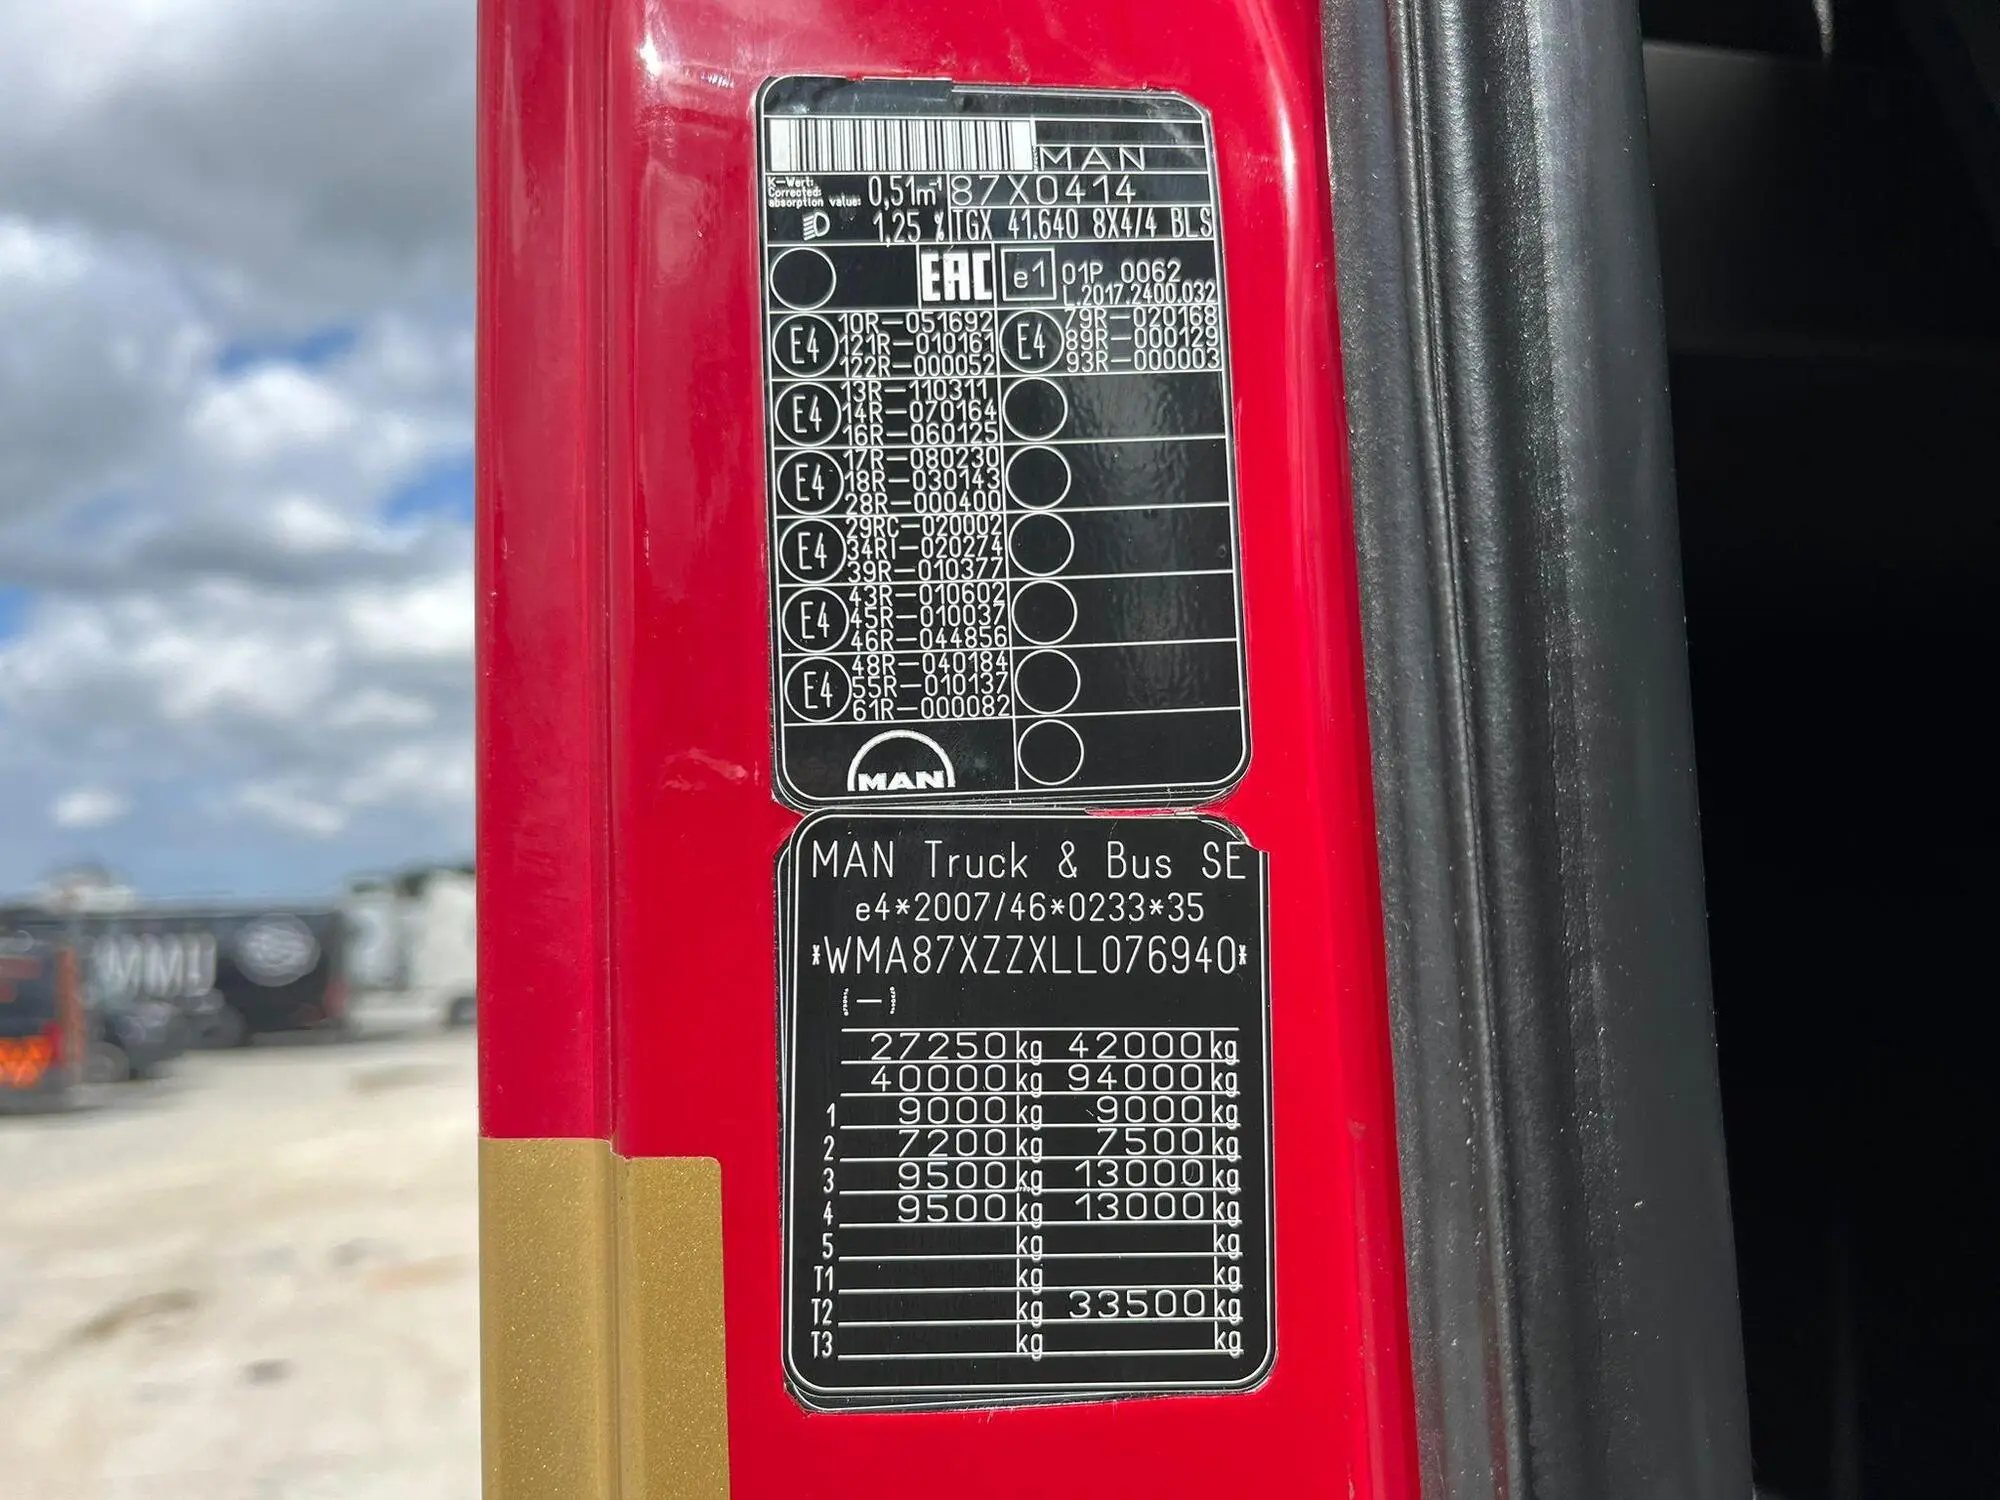 MAN
K-Wert:
Corrected:
absorption value: 0,51m⁻¹
87X0414
1,25 % TGX 41.640 8X4/4 BLS
EAC e1 01P 0062
L.2017.2400.032
E4 10R-051692
121R-010161
122R-000052
E4 79R-020168
89R-000129
93R-000003
E4 13R-110311
14R-070164
16R-060125
E4 17R-080230
18R-030143
28R-000400
E4 29RC-020002
34RI-020274
39R-010377
E4 43R-010602
45R-010037
46R-044856
E4 48R-040184
55R-010137
61R-000082
MAN
MAN Truck & Bus SE
e4*2007/46*0233*35
*WMA87XZZXLL076940*
27250 kg 42000 kg
40000 kg 94000 kg
1 9000 kg 9000 kg
2 7200 kg 7500 kg
3 9500 kg 13000 kg
4 9500 kg 13000 kg
5 kg kg
T1 kg kg
T2 kg 33500 kg
T3 kg kg